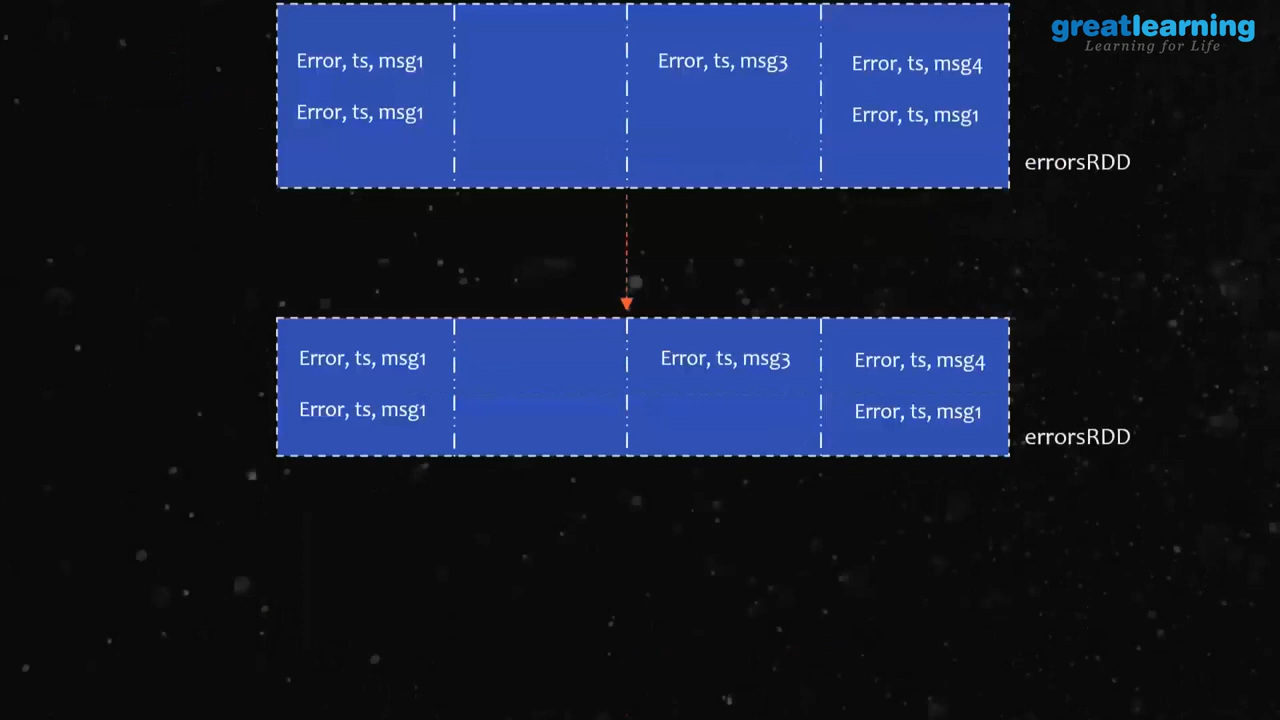 greatlearning
Learning for Life
Error, ts, msg1
Error, ts, msg3
Error, ts, msg4
Error, ts, msg1
Error, ts, msg1
errorsRDD
Error, ts, msg1
Error, ts, msg3
Error, ts, msg4
Error, ts, msg1
Error, ts, msg1
errorsRDD